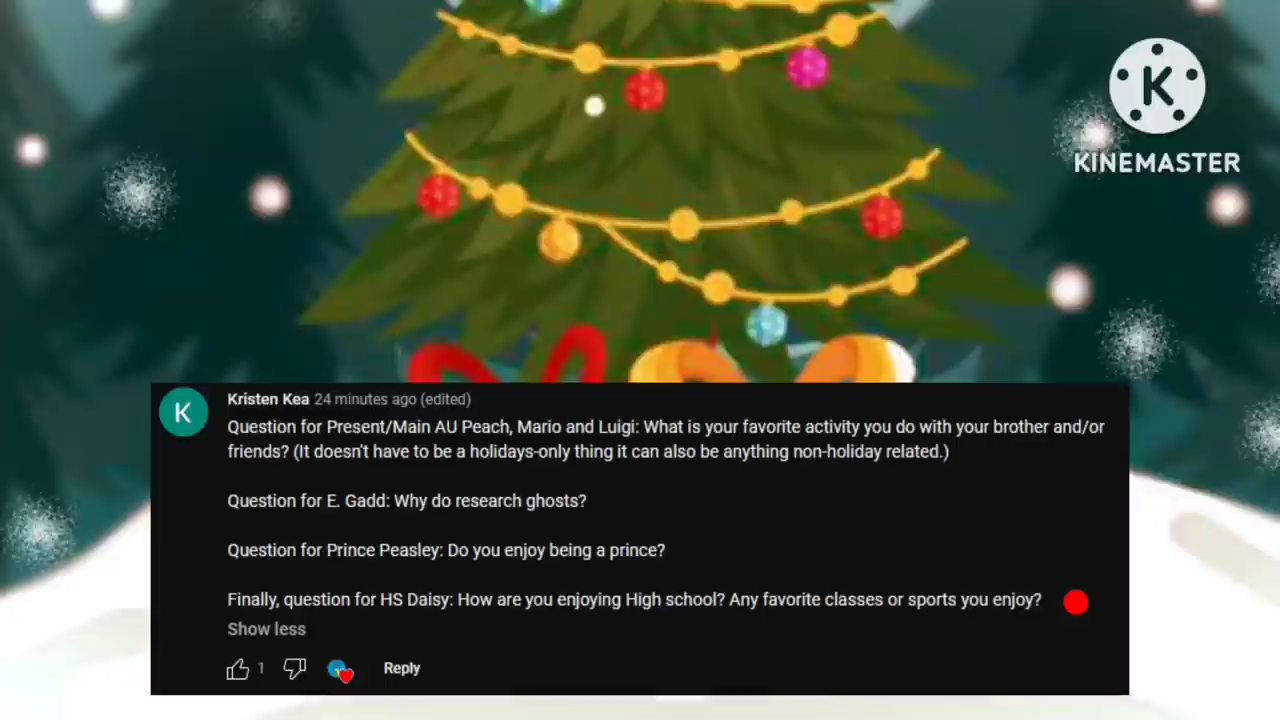 K
KINEMASTER
K
Kristen Kea 24 minutes ago (edited)
Question for Present/Main AU Peach, Mario and Luigi: What is your favorite activity you do with your brother and/or
friends? (It doesn't have to be a holidays-only thing it can also be anything non-holiday related.)
Question for E. Gadd: Why do research ghosts?
Question for Prince Peasley: Do you enjoy being a prince?
Finally, question for HS Daisy: How are you enjoying High school? Any favorite classes or sports you enjoy?
Show less
1
Reply